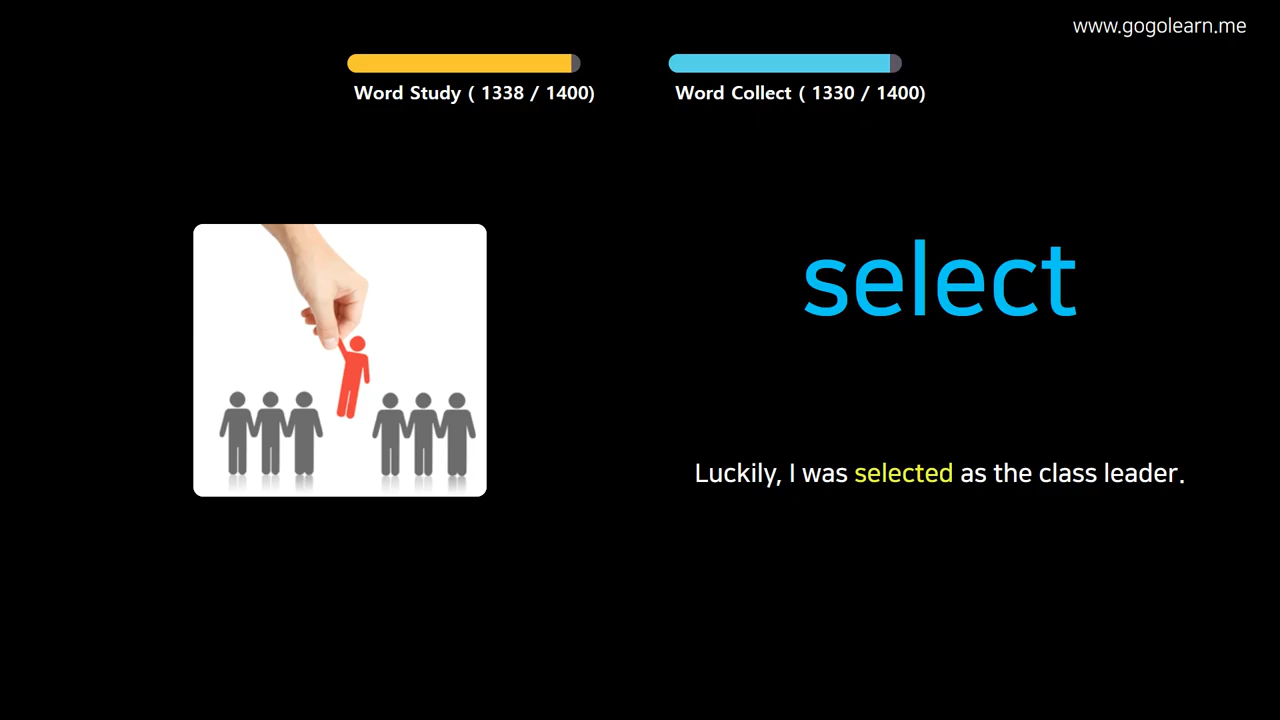 www.gogolearn.me
Word Study ( 1338 / 1400)
Word Collect ( 1330 / 1400)
select
Luckily, I was selected as the class leader.